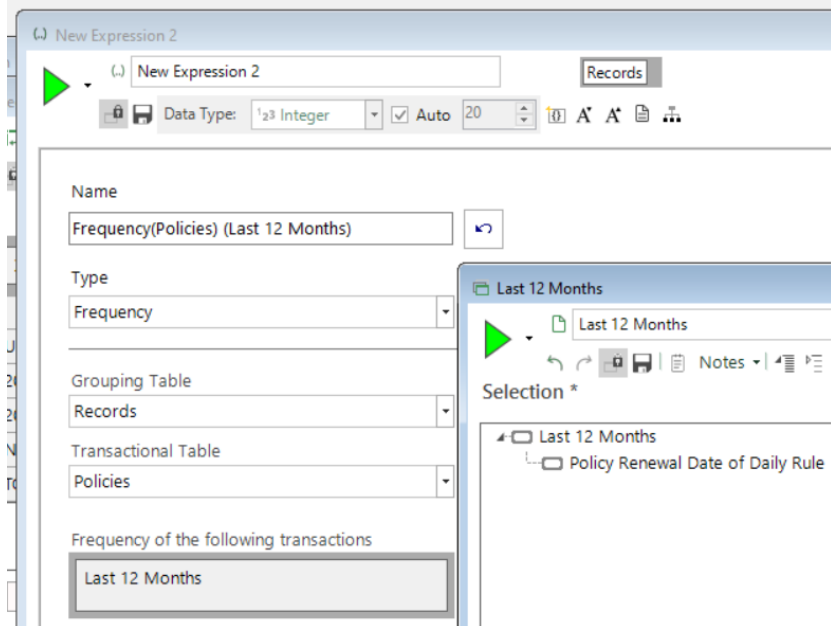 New Expression 2
New Expression 2
Records
Data Type: 123 Integer Auto 20
Name
Frequency(Policies) (Last 12 Months)
Type
Frequency
Grouping Table
Records
Transactional Table
Policies
Frequency of the following transactions
Last 12 Months
Last 12 Months
Last 12 Months
Notes
Selection *
Last 12 Months
Policy Renewal Date of Daily Rule